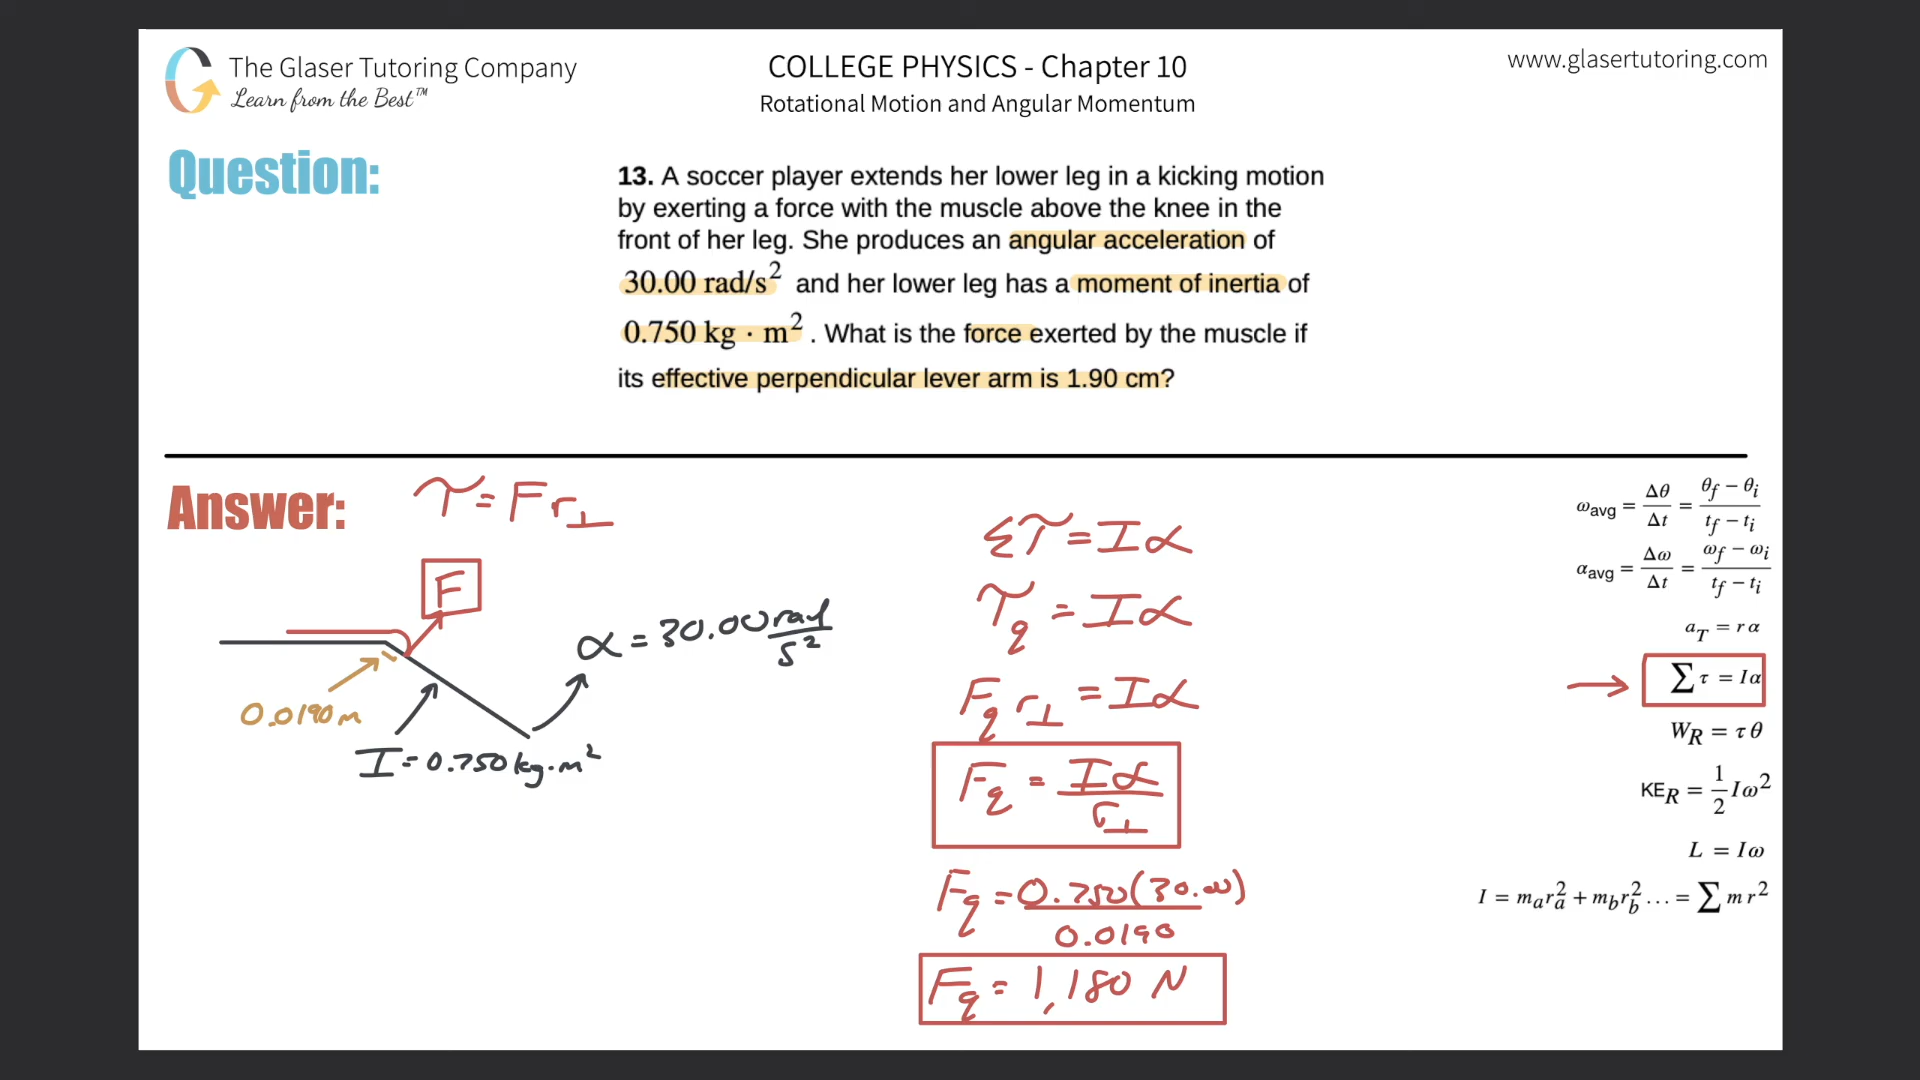 The Glaser Tutoring Company
Learn from the Best™
COLLEGE PHYSICS - Chapter 10
Rotational Motion and Angular Momentum
www.glasertutoring.com
Question:
13. A soccer player extends her lower leg in a kicking motion
by exerting a force with the muscle above the knee in the
front of her leg. She produces an angular acceleration of
30.00 rad/s² and her lower leg has a moment of inertia of
0.750 kg · m² . What is the force exerted by the muscle if
its effective perpendicular lever arm is 1.90 cm?
Answer:
τ = F r⊥
F
α = 30.00 rad/s²
0.0190 m
I = 0.750 kg·m²
Στ = Iα
τq = Iα
Fq r⊥ = Iα
Fq = Iα / r⊥
Fq = 0.750(30.00) / 0.0190
Fq = 1,180 N
ωavg = Δθ/Δt = (θf − θi)/(tf − ti)
αavg = Δω/Δt = (ωf − ωi)/(tf − ti)
aT = r α
∑ τ = Iα
WR = τ θ
KER = 1/2 Iω²
L = Iω
I = mara² + mbrb² ... = ∑ m r²